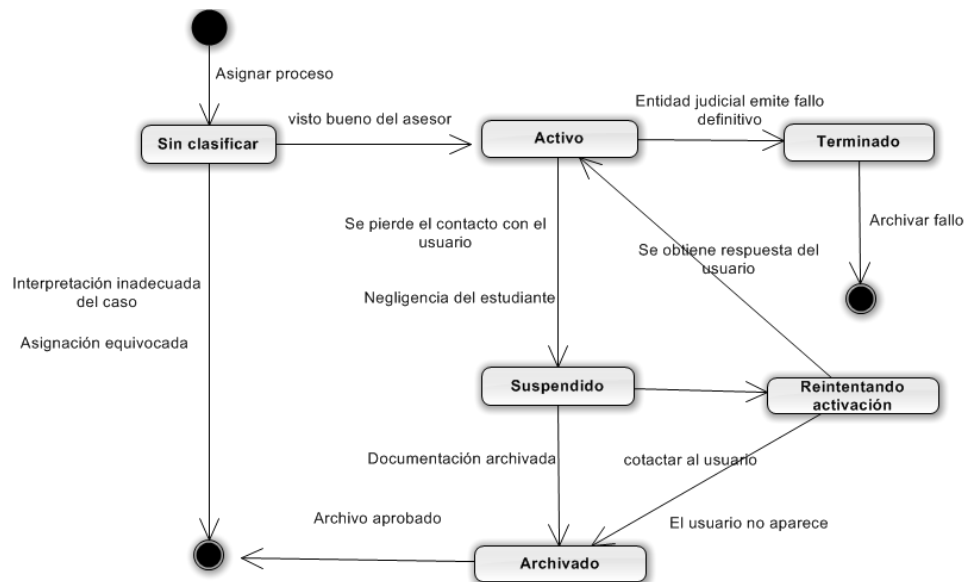 Asignar proceso
Sin clasificar
visto bueno del asesor
Activo
Entidad judicial emite fallo
definitivo
Terminado
Archivar fallo
Se pierde el contacto con el
usuario
Negligencia del estudiante
Se obtiene respuesta del
usuario
Interpretación inadecuada
del caso
Asignación equivocada
Suspendido
Reintentando
activación
Documentación archivada
cotactar al usuario
El usuario no aparece
Archivo aprobado
Archivado